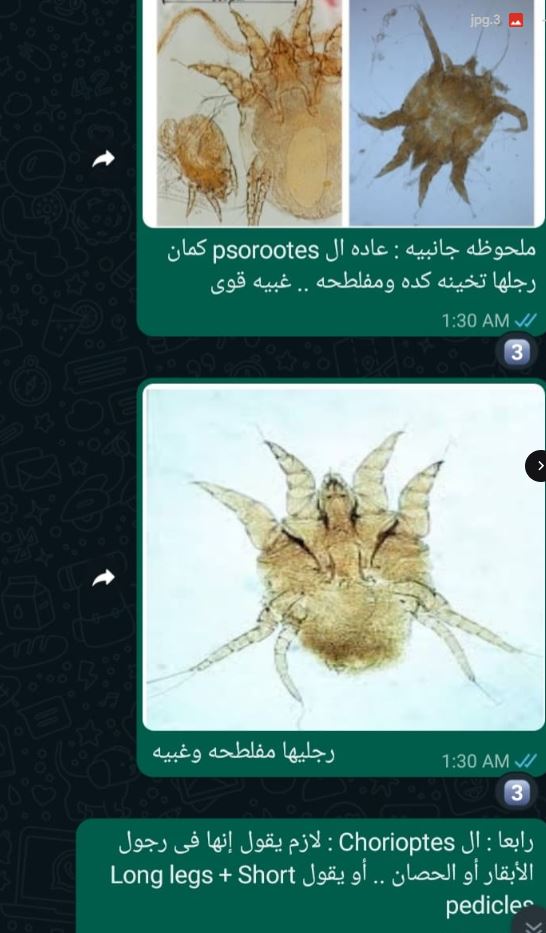 jpg.3
ملحوظه جانبيه : عاده ال psorootes كمان
رجلها تخينه كده ومفلطحه .. غبيه قوى
1:30 AM
3
رجليها مفلطحه وغبيه
1:30 AM
3
رابعا : ال Chorioptes : لازم يقول إنها فى رجول
الأبقار أو الحصان .. أو يقول Long legs + Short
pedicles